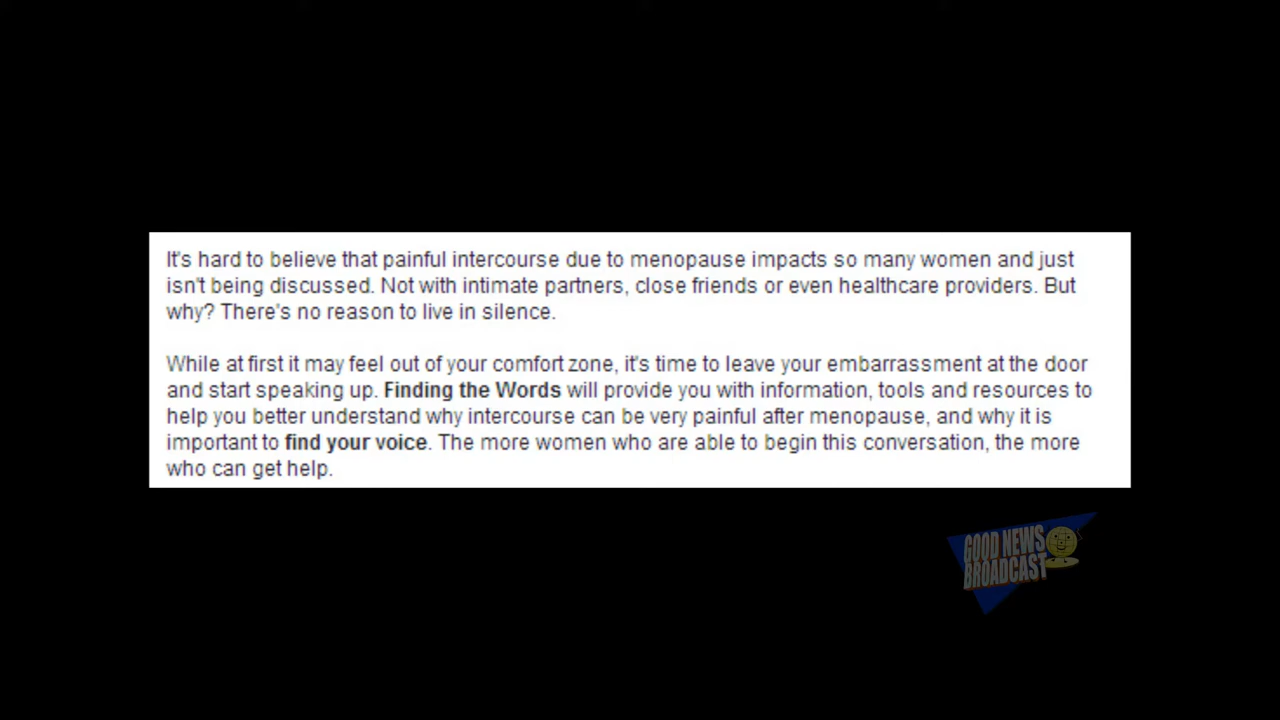 It's hard to believe that painful intercourse due to menopause impacts so many women and just
isn't being discussed. Not with intimate partners, close friends or even healthcare providers. But
why? There's no reason to live in silence.
While at first it may feel out of your comfort zone, it's time to leave your embarrassment at the door
and start speaking up. Finding the Words will provide you with information, tools and resources to
help you better understand why intercourse can be very painful after menopause, and why it is
important to find your voice. The more women who are able to begin this conversation, the more
who can get help.
GOOD NEWS
BROADCAST